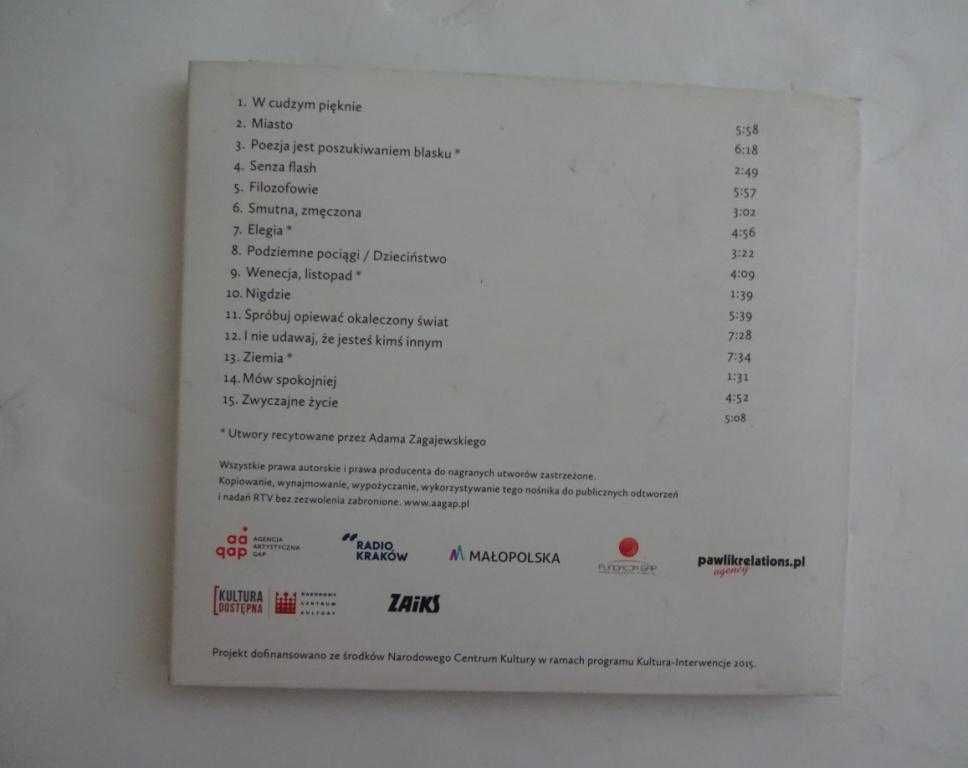 1. W cudzym pięknie 5:58
2. Miasto 6:18
3. Poezja jest poszukiwaniem blasku * 2:49
4. Senza flash 5:57
5. Filozofowie 3:02
6. Smutna, zmęczona 4:56
7. Elegia * 3:22
8. Podziemne pociągi / Dzieciństwo 4:09
9. Wenecja, listopad * 1:39
10. Nigdzie 5:39
11. Spróbuj opiewać okaleczony świat 7:28
12. I nie udawaj, że jesteś kimś innym 7:34
13. Ziemia * 1:31
14. Mów spokojniej 4:52
15. Zwyczajne życie 5:08
* Utwory recytowane przez Adama Zagajewskiego
Wszystkie prawa autorskie i prawa producenta do nagranych utworów zastrzeżone.
Kopiowanie, wynajmowanie, wypożyczanie, wykorzystywanie tego nośnika do publicznych odtworzeń
i nadań RTV bez zezwolenia zabronione. www.aagap.pl
aa gap AGENCJA ARTYSTYCZNA GAP
RADIO KRAKÓW
MAŁOPOLSKA
FUNDACJA GAP
pawlikrelations.pl
agency
KULTURA DOSTĘPNA
NARODOWE CENTRUM KULTURY
ZAiKS
Projekt dofinansowano ze środków Narodowego Centrum Kultury w ramach programu Kultura-Interwencje 2015.